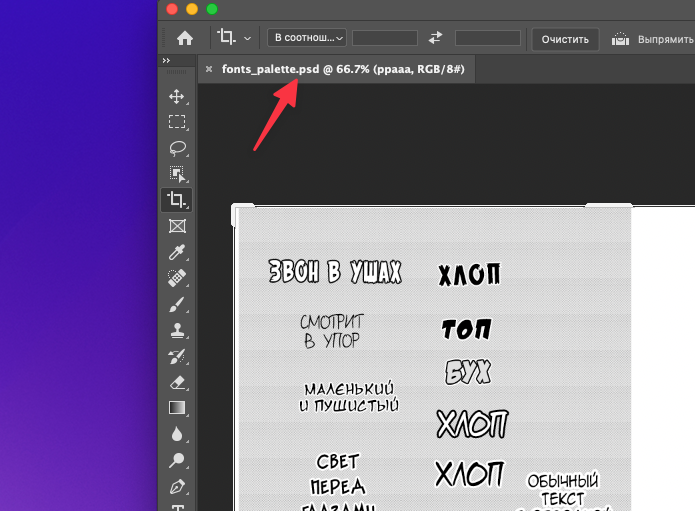 В соотнош...
Очистить
Выпрямить
fonts_palette.psd @ 66.7% (ppaaa, RGB/8#)
ЗВОН В УШАХ
ХЛОП
СМОТРИТ
В УПОР
ТОП
БУХ
МАЛЕНЬКИЙ
И ПУШИСТЫЙ
ХЛОП
СВЕТ
ПЕРЕД
ГЛАЗАМИ
ХЛОП
ОБЫЧНЫЙ
ТЕКСТ